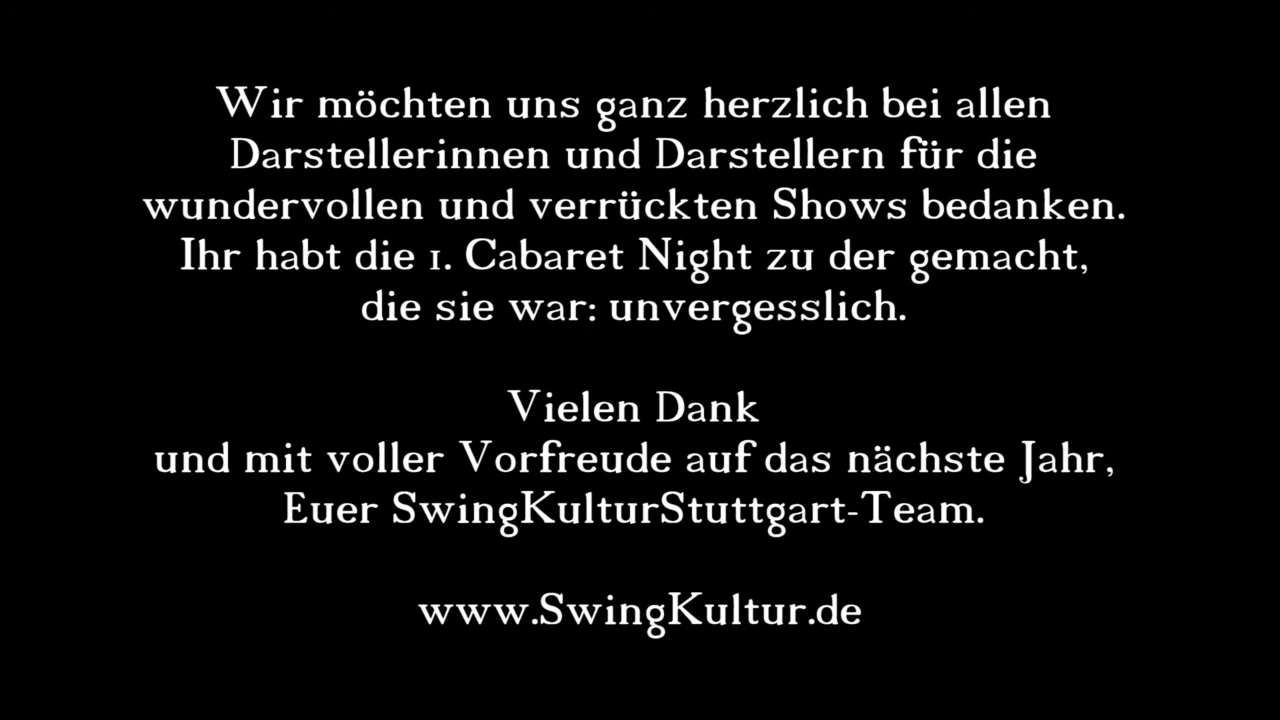 Wir möchten uns ganz herzlich bei allen
Darstellerinnen und Darstellern für die
wundervollen und verrückten Shows bedanken.
Ihr habt die 1. Cabaret Night zu der gemacht,
die sie war: unvergesslich.
Vielen Dank
und mit voller Vorfreude auf das nächste Jahr,
Euer SwingKulturStuttgart-Team.
www.SwingKultur.de